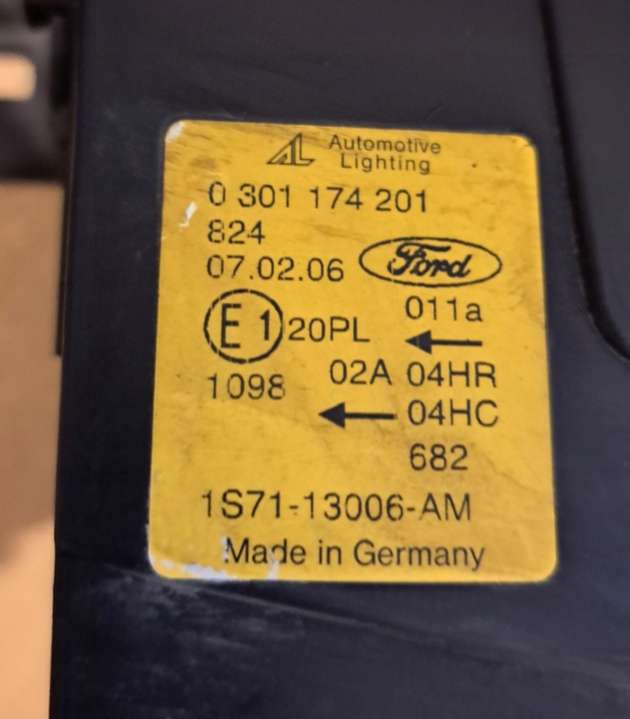 AL Automotive
Lighting
0 301 174 201
824
07.02.06 Ford
011a
E1 20PL ←
1098 02A 04HR
← 04HC
682
1S71-13006-AM
Made in Germany